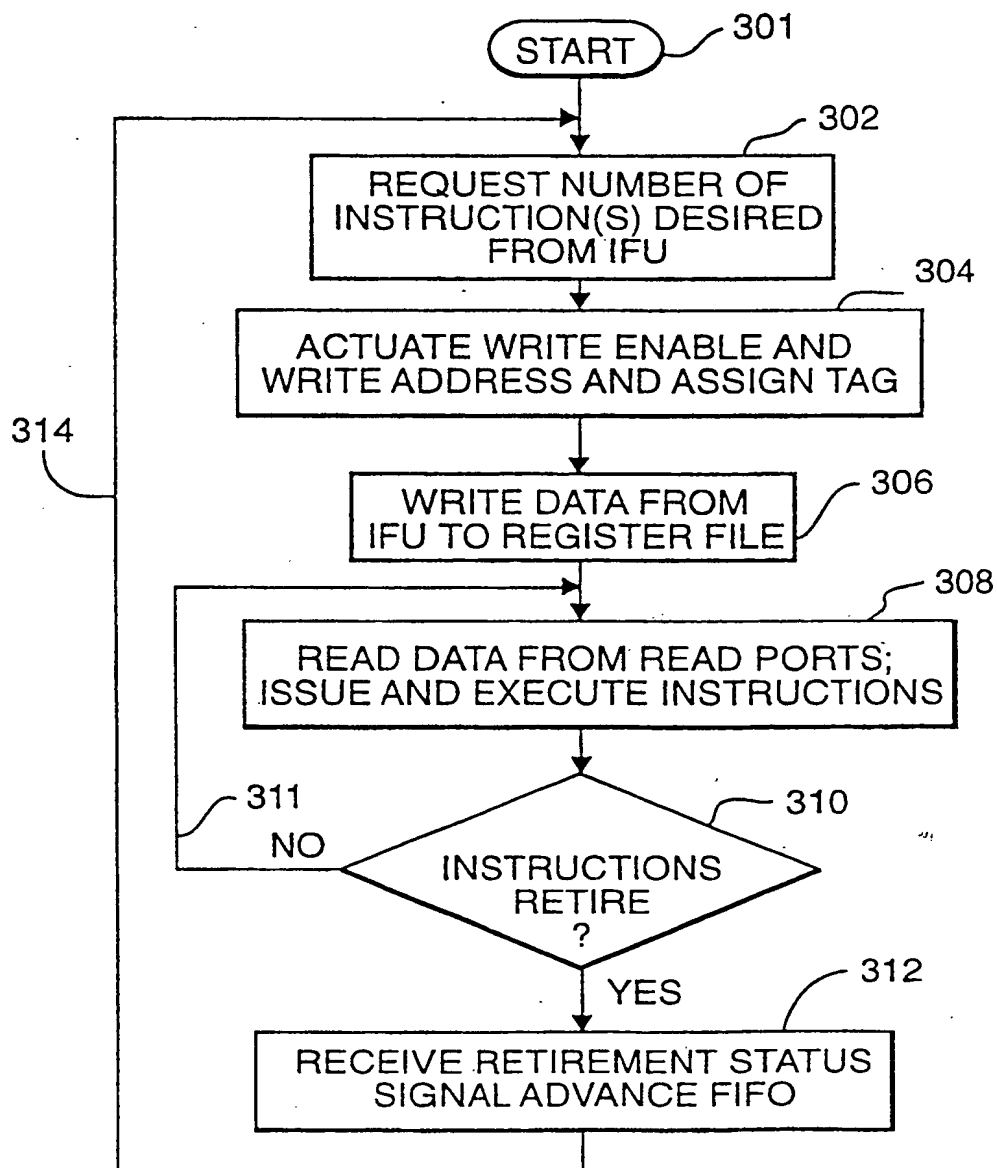 START
301
302
REQUEST NUMBER OF
INSTRUCTION(S) DESIRED
FROM IFU
304
ACTUATE WRITE ENABLE AND
WRITE ADDRESS AND ASSIGN TAG
314
306
WRITE DATA FROM
IFU TO REGISTER FILE
308
READ DATA FROM READ PORTS;
ISSUE AND EXECUTE INSTRUCTIONS
311
310
NO
INSTRUCTIONS
RETIRE
?
YES
312
RECEIVE RETIREMENT STATUS
SIGNAL ADVANCE FIFO